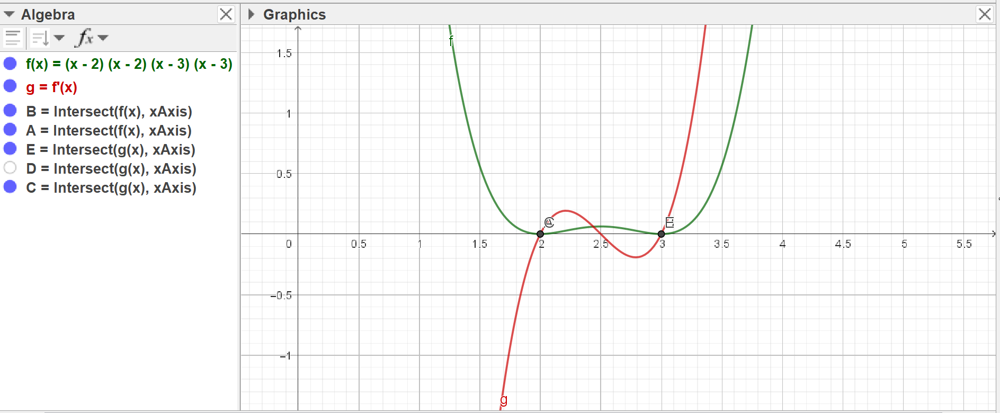 Algebra
Graphics
fx
f(x) = (x - 2) (x - 2) (x - 3) (x - 3)
g = f'(x)
B = Intersect(f(x), xAxis)
A = Intersect(f(x), xAxis)
E = Intersect(g(x), xAxis)
D = Intersect(g(x), xAxis)
C = Intersect(g(x), xAxis)
f
1.5
1
0.5
C A E
0 0.5 1 1.5 2 2.5 3 3.5 4 4.5 5 5.5
−0.5
−1
g